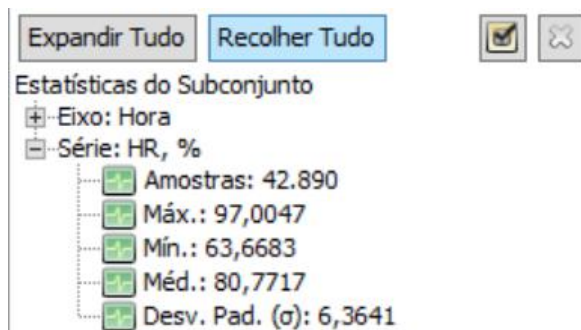 Expandir Tudo Recolher Tudo
Estatísticas do Subconjunto
Eixo: Hora
Série: HR, %
Amostras: 42.890
Máx.: 97,0047
Mín.: 63,6683
Méd.: 80,7717
Desv. Pad. (σ): 6,3641